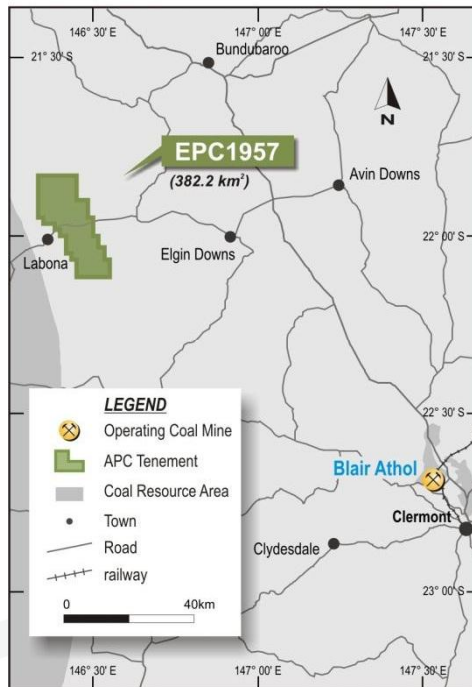 146° 30' E
147° 00' E
147° 30' E
21° 30' S
21° 30' S
Bundubaroo
N
EPC1957
(382.2 km²)
Avin Downs
22° 00' S
Elgin Downs
Labona
22° 30' S
LEGEND
Operating Coal Mine
APC Tenement
Coal Resource Area
Town
Road
railway
0
40km
Blair Athol
Clermont
Clydesdale
23° 00' S
146° 30' E
147° 00' E
147° 30' E